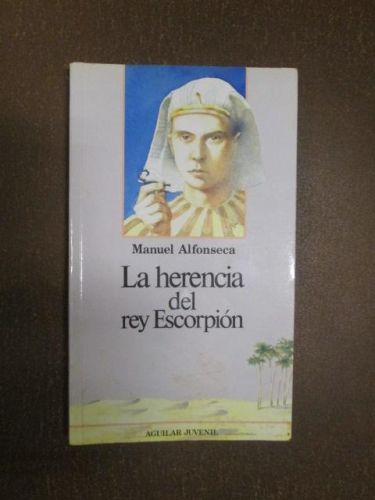 Manuel Alfonseca
La herencia
del
rey Escorpión
AGUILAR JUVENIL